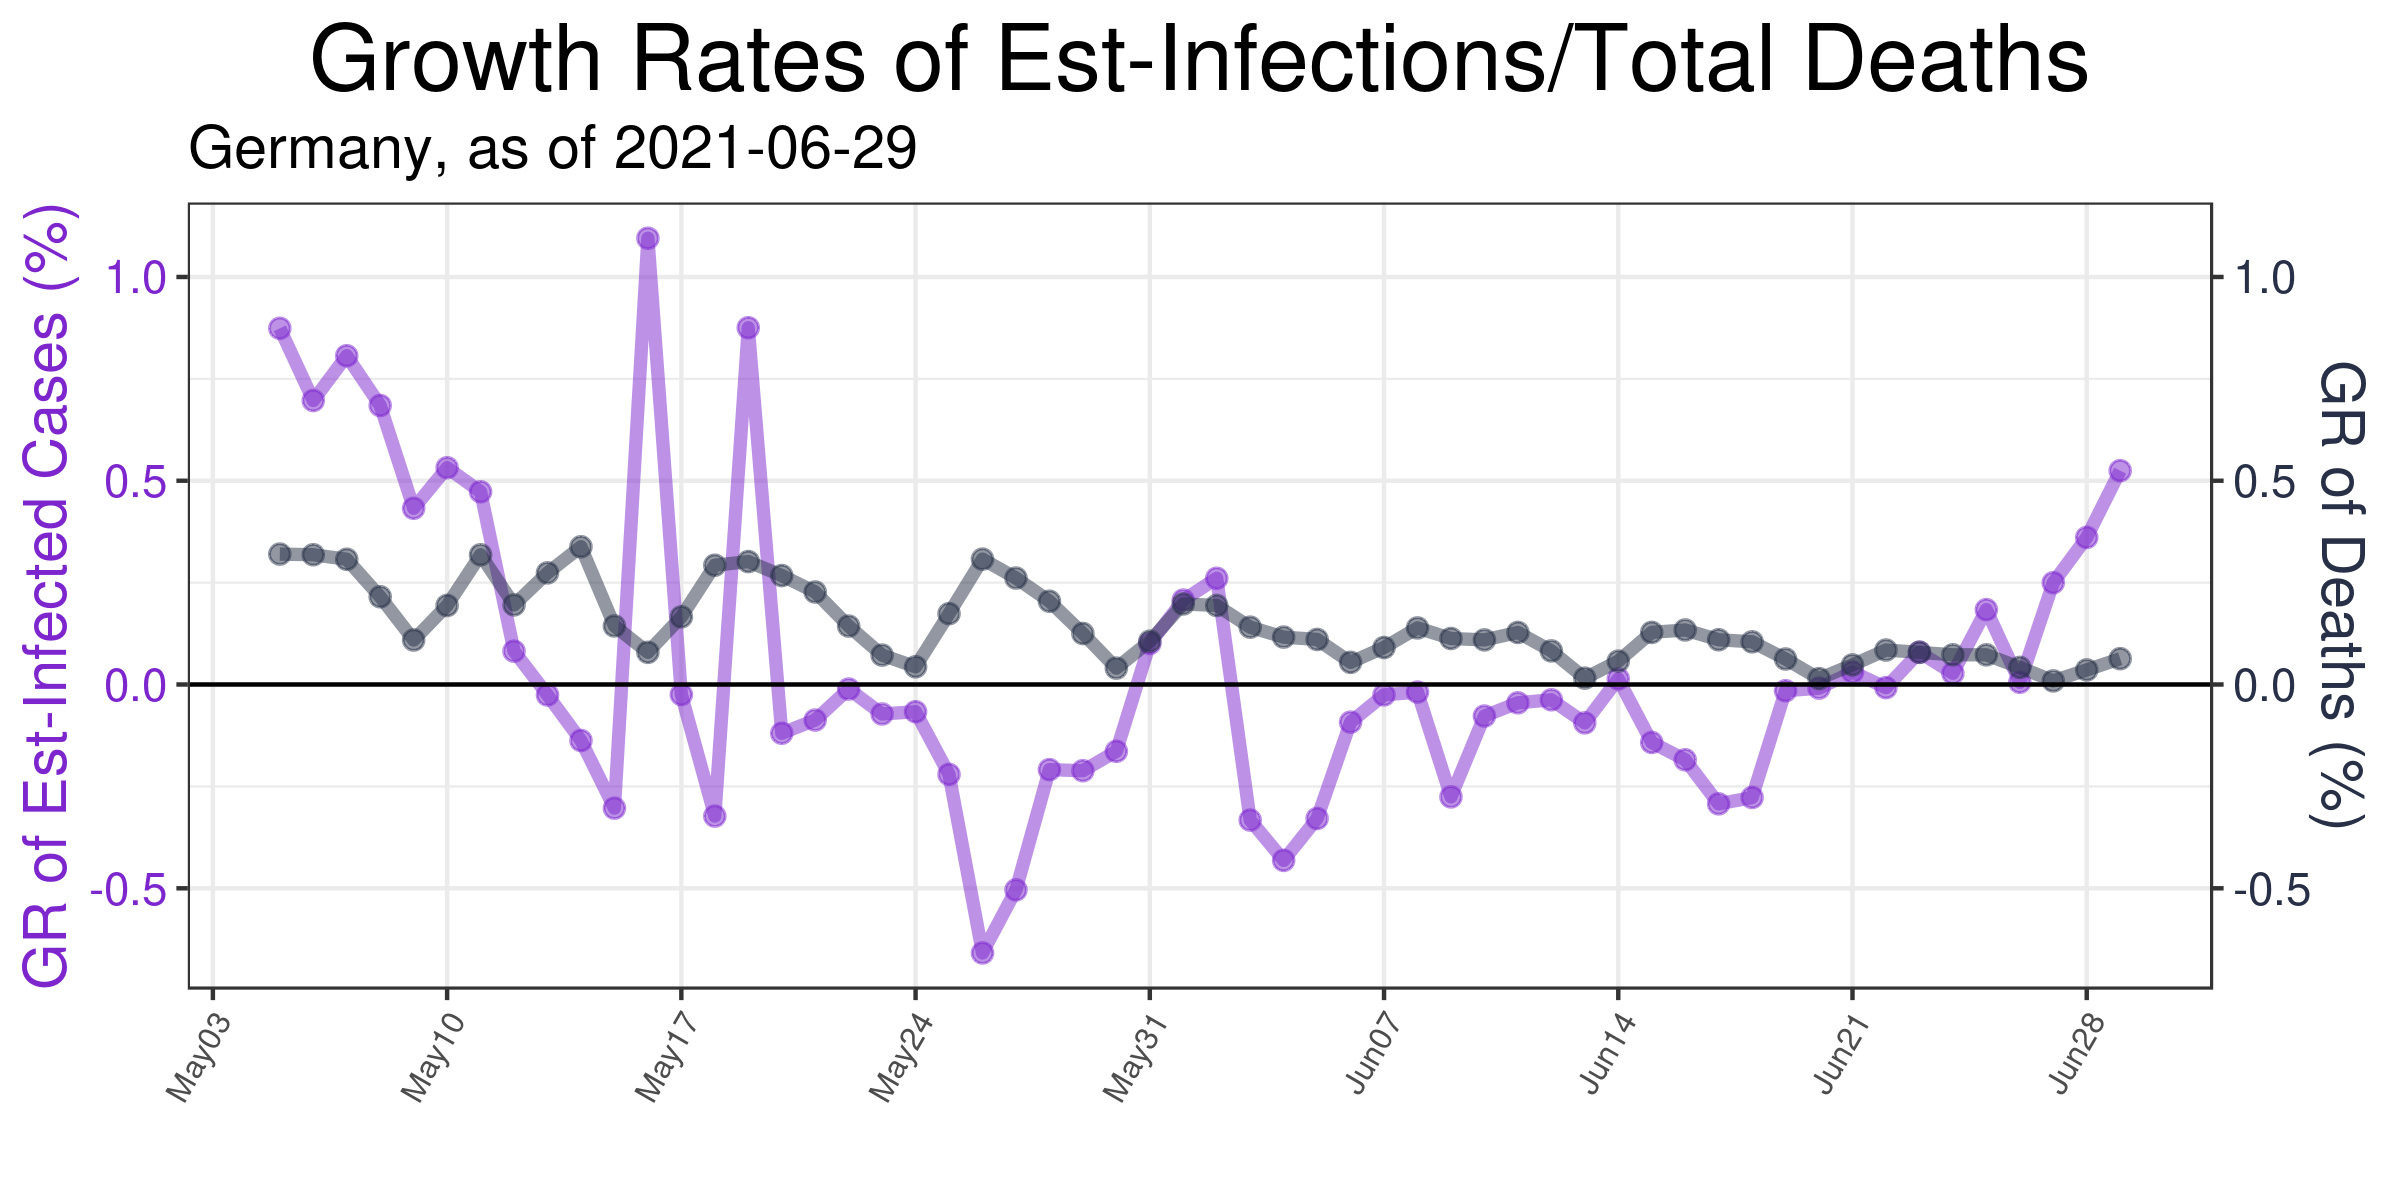 Growth Rates of Est-Infections/Total Deaths
Germany, as of 2021-06-29
GR of Est-Infected Cases (%)
1.0
0.5
0.0
-0.5
1.0
0.5
0.0
-0.5
GR of Deaths (%)
May03
May10
May17
May24
May31
Jun07
Jun14
Jun21
Jun28